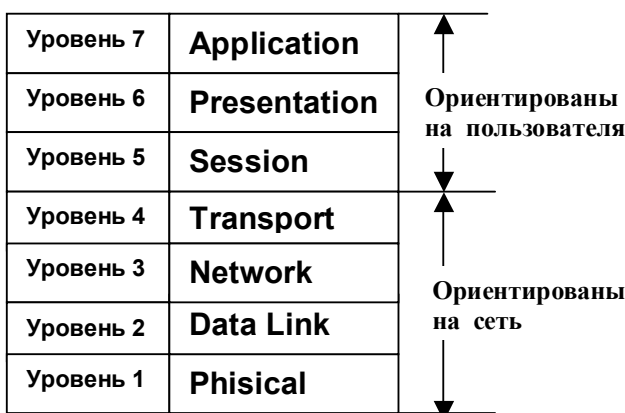 Уровень 7 Application
Уровень 6 Presentation
Ориентированы
на пользователя
Уровень 5 Session
Уровень 4 Transport
Уровень 3 Network
Ориентированы
на сеть
Уровень 2 Data Link
Уровень 1 Phisical